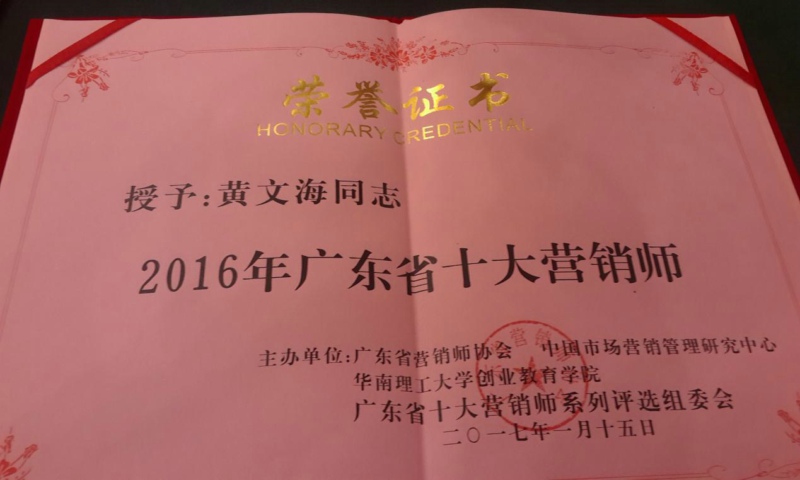 荣誉证书
HONORARY CREDENTIAL
授予:黄文海同志
2016年广东省十大营销师
主办单位:广东省营销师协会 中国市场营销管理研究中心
华南理工大学创业教育学院
广东省十大营销师系列评选组委会
二〇一七年一月十五日